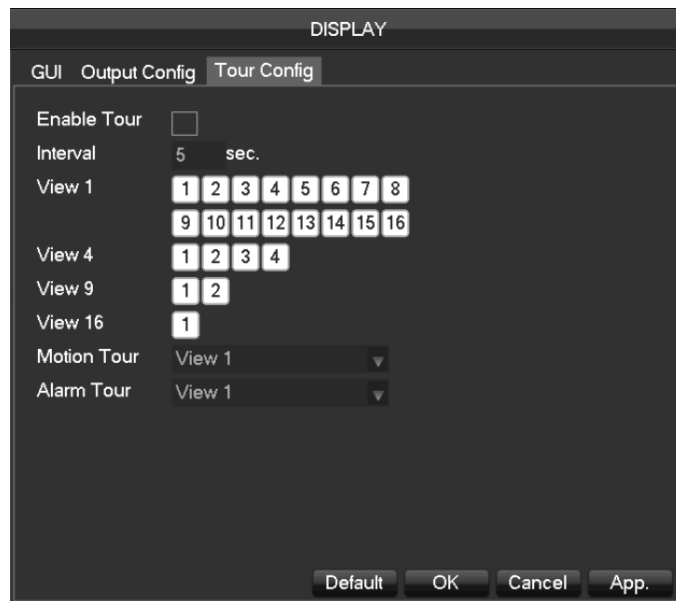 DISPLAY
GUI Output Config Tour Config
Enable Tour
Interval 5 sec.
View 1 1 2 3 4 5 6 7 8
9 10 11 12 13 14 15 16
View 4 1 2 3 4
View 9 1 2
View 16 1
Motion Tour View 1
Alarm Tour View 1
Default OK Cancel App.